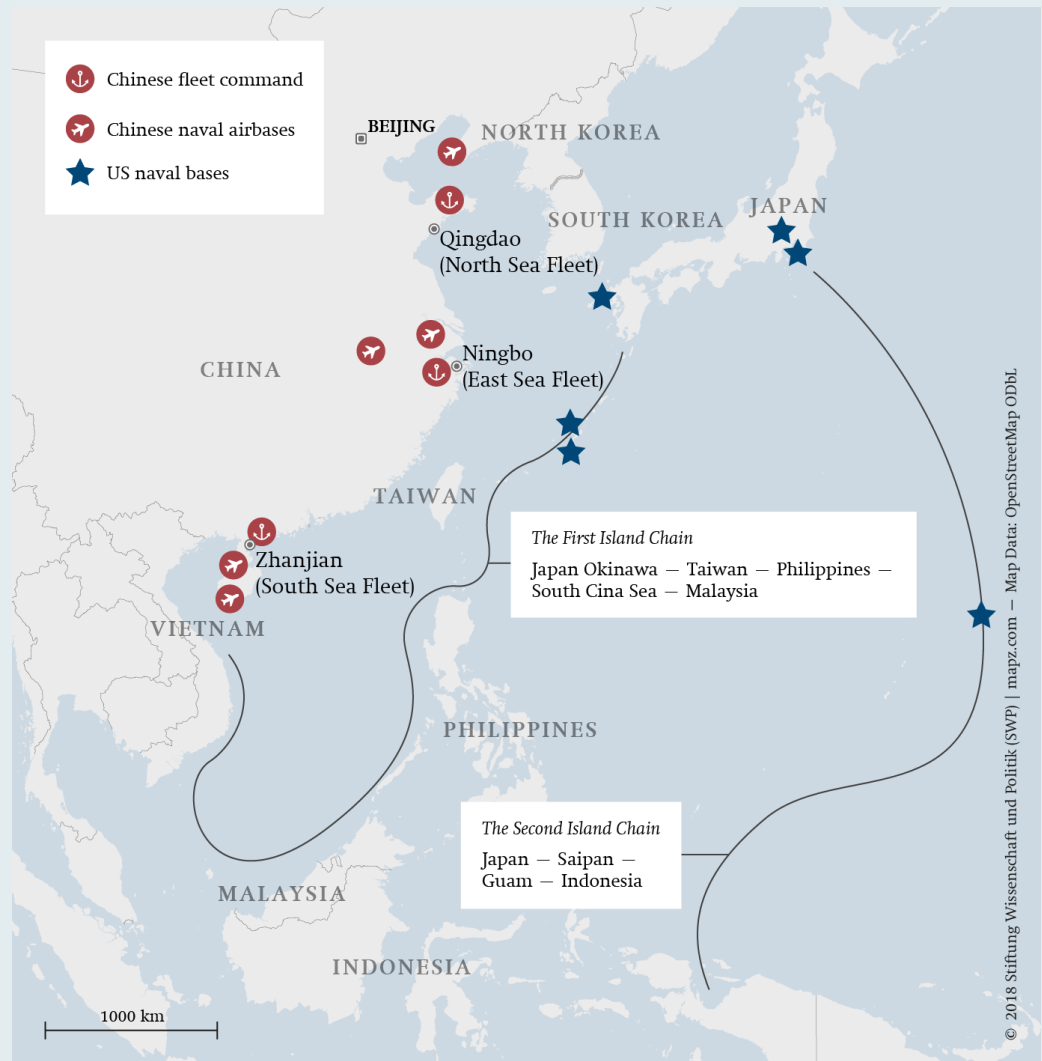 Chinese fleet command
Chinese naval airbases
US naval bases
BEIJING
NORTH KOREA
SOUTH KOREA
JAPAN
Qingdao
(North Sea Fleet)
CHINA
Ningbo
(East Sea Fleet)
TAIWAN
The First Island Chain
Japan Okinawa — Taiwan — Philippines —
South Cina Sea — Malaysia
Zhanjian
(South Sea Fleet)
VIETNAM
PHILIPPINES
The Second Island Chain
Japan — Saipan —
Guam — Indonesia
MALAYSIA
INDONESIA
1000 km
© 2018 Stiftung Wissenschaft und Politik (SWP) | mapz.com — Map Data: OpenStreetMap ODbL